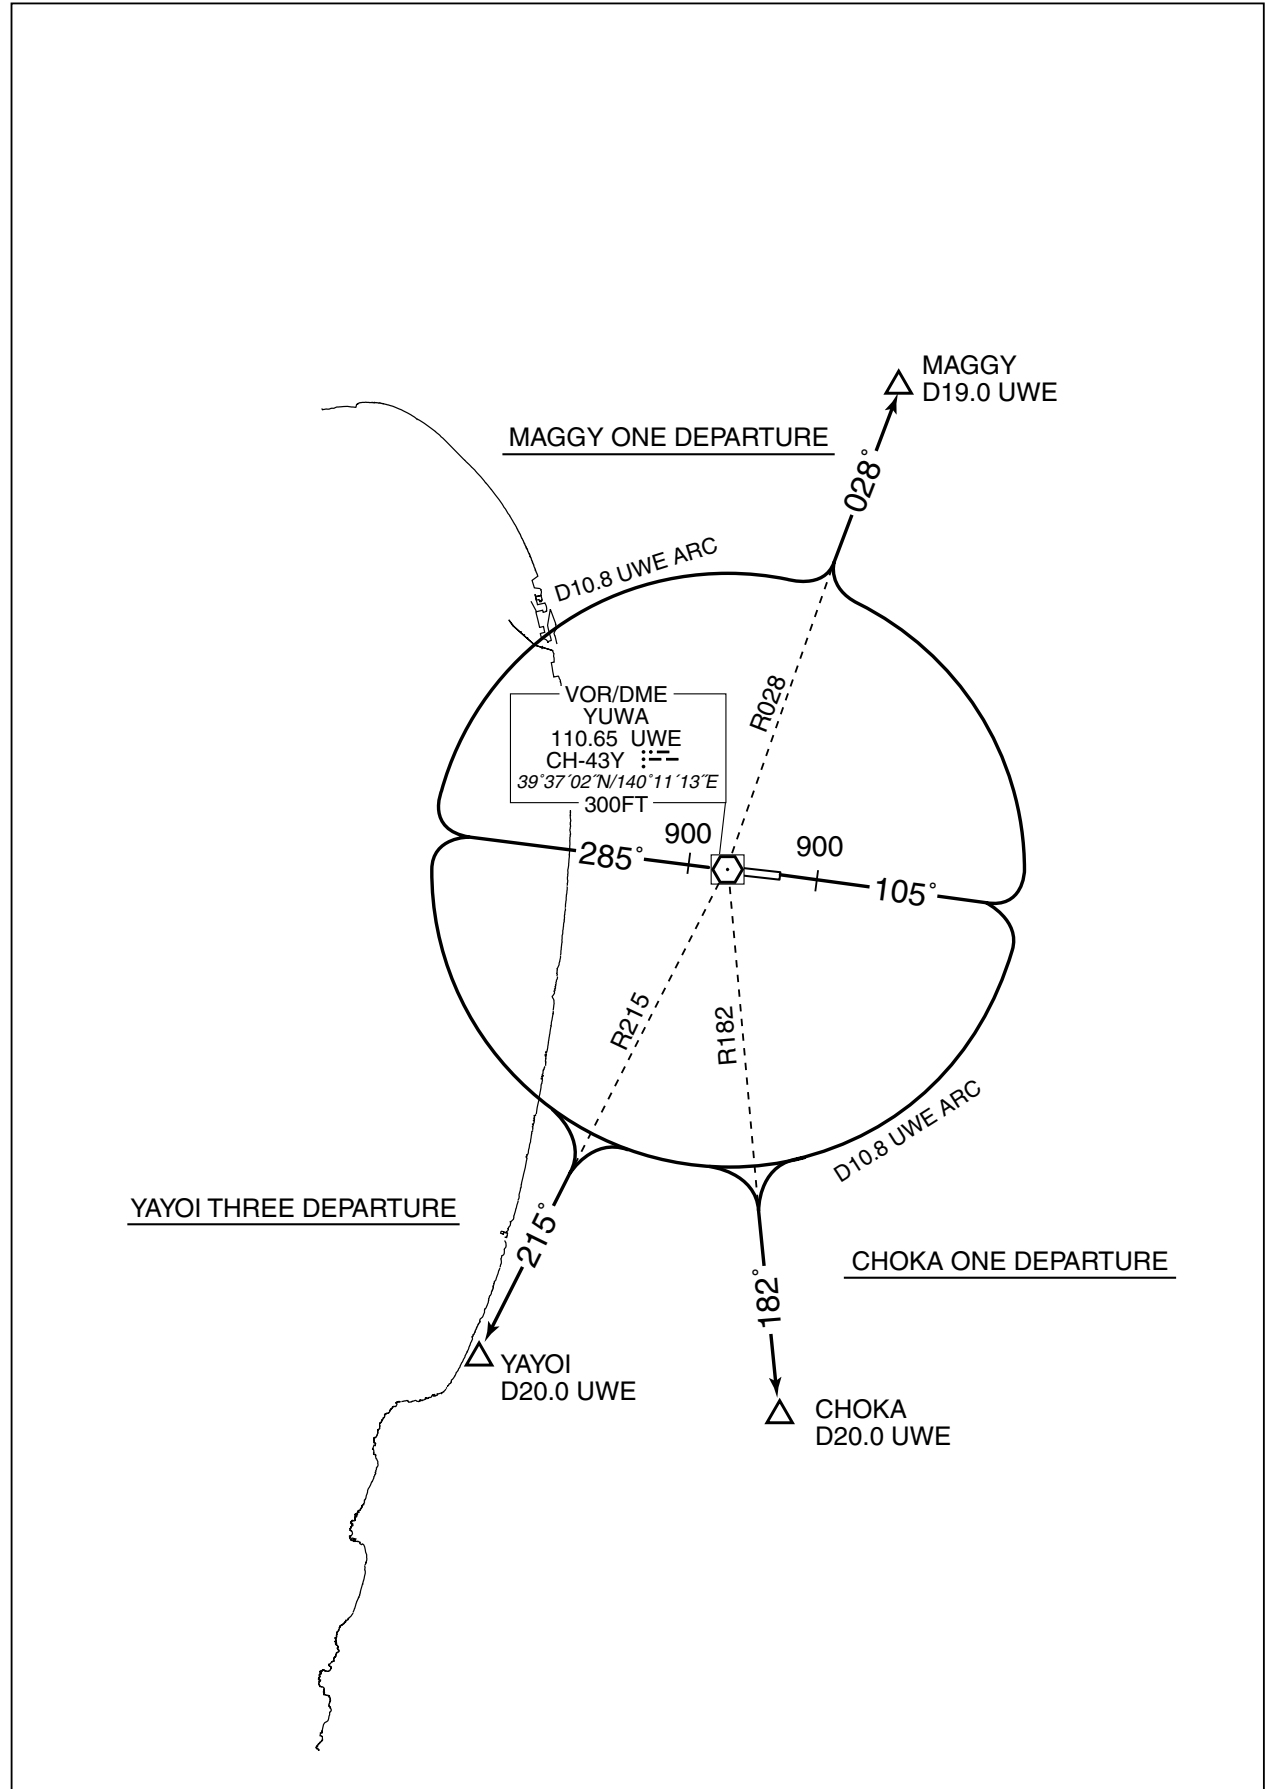 MAGGY
D19.0 UWE
MAGGY ONE DEPARTURE
028°
D10.8 UWE ARC
R028
VOR/DME
YUWA
110.65 UWE
CH-43Y
39°37´02˝N/140°11´13˝E
300FT
900
900
285°
105°
R215
R182
D10.8 UWE ARC
YAYOI THREE DEPARTURE
215°
CHOKA ONE DEPARTURE
182°
YAYOI
D20.0 UWE
CHOKA
D20.0 UWE